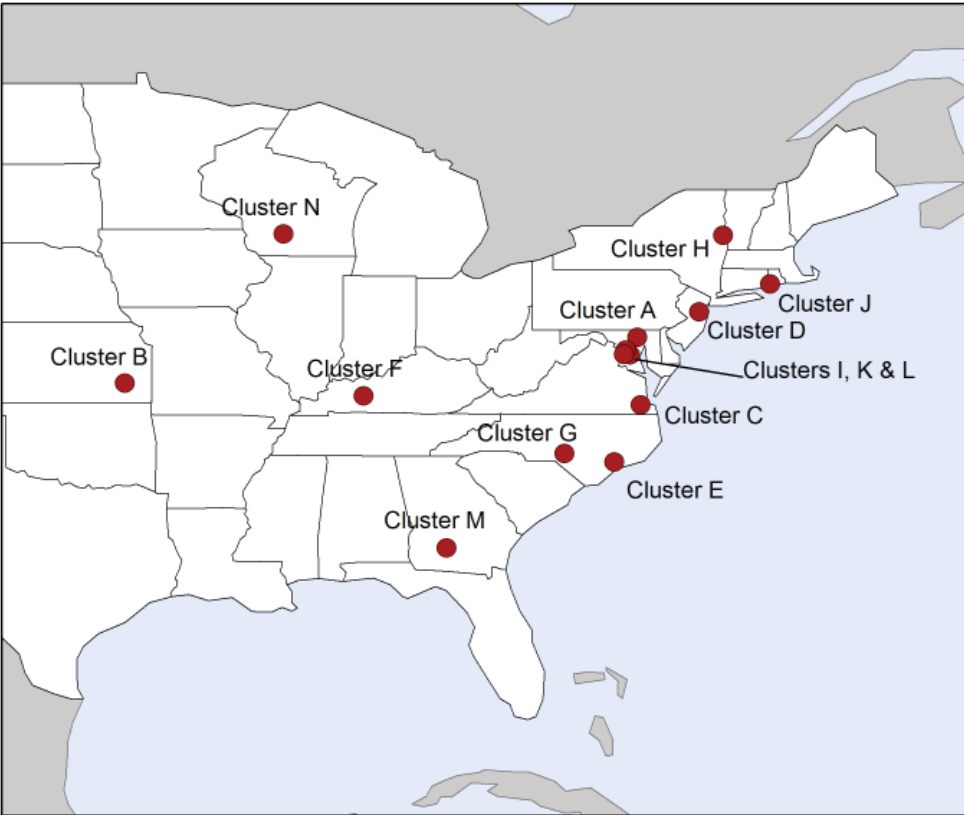 Cluster N
Cluster H
Cluster J
Cluster A
Cluster D
Cluster B
Cluster F
Clusters I, K & L
Cluster C
Cluster G
Cluster E
Cluster M